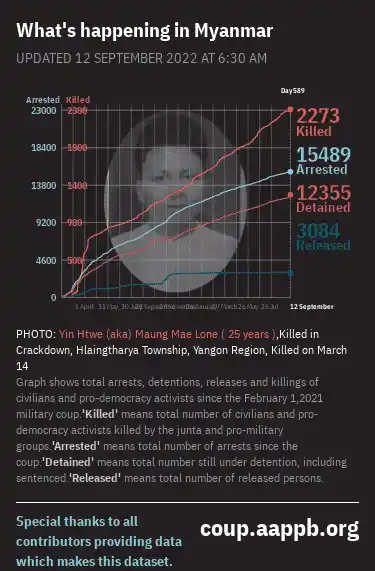 What's happening in Myanmar
UPDATED 12 SEPTEMBER 2022 AT 6:30 AM
Day589
Arrested Killed
23000 2300
18400 1800
13800 1400
9200 900
4600 500
0
2273
Killed
15489
Arrested
12355
Detained
3084
Released
12 September
PHOTO: Yin Htwe (aka) Maung Mae Lone ( 25 years ),Killed in
Crackdown, Hlaingtharya Township, Yangon Region, Killed on March
14
Graph shows total arrests, detentions, releases and killings of
civilians and pro-democracy activists since the February 1,2021
military coup.'Killed' means total number of civilians and pro-
democracy activists killed by the junta and pro-military
groups.'Arrested' means total number of arrests since the
coup.'Detained' means total number still under detention, including
sentenced.'Released' means total number of released persons.
Special thanks to all
contributors providing data
which makes this dataset.
coup.aappb.org